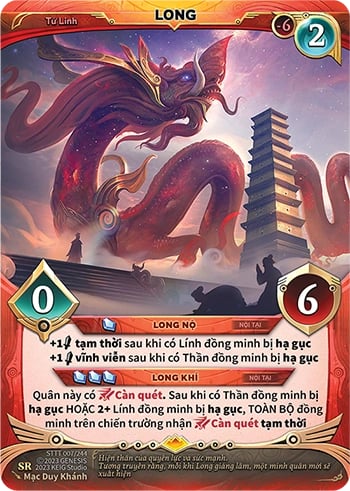 LONG
Tứ Linh
-6
2
0
6
LONG NỘ
NỘI TẠI
+1 tạm thời sau khi có Lính đồng minh bị hạ gục
+1 vĩnh viễn sau khi có Thần đồng minh bị hạ gục
LONG KHÍ
NỘI TẠI
Quân này có Càn quét. Sau khi có Thần đồng minh bị
hạ gục HOẶC 2+ Lính đồng minh bị hạ gục, TOÀN BỘ đồng
minh trên chiến trường nhận Càn quét tạm thời
STTT 007/244
©2023 GENESIS
SR ©2023 KEIG Studio
Mạc Duy Khánh
Hiện thân của quyền lực và sức mạnh.
Tương truyền rằng, mỗi khi Long giáng lâm, một minh quân mới sẽ
xuất hiện